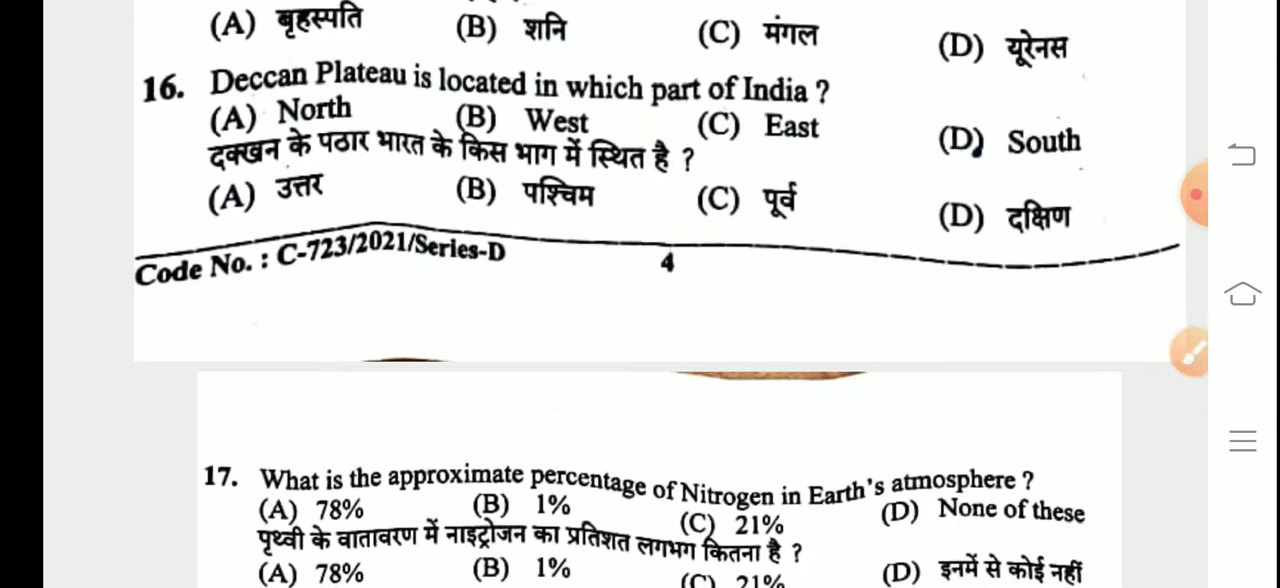 (A) बृहस्पति (B) शनि (C) मंगल (D) यूरेनस
16. Deccan Plateau is located in which part of India ?
(A) North (B) West (C) East (D) South
दक्खन के पठार भारत के किस भाग में स्थित है ?
(A) उत्तर (B) पश्चिम (C) पूर्व (D) दक्षिण
Code No. : C-723/2021/Series-D 4
17. What is the approximate percentage of Nitrogen in Earth's atmosphere ?
(A) 78% (B) 1% (C) 21% (D) None of these
पृथ्वी के वातावरण में नाइट्रोजन का प्रतिशत लगभग कितना है ?
(A) 78% (B) 1% (C) 21% (D) इनमें से कोई नहीं